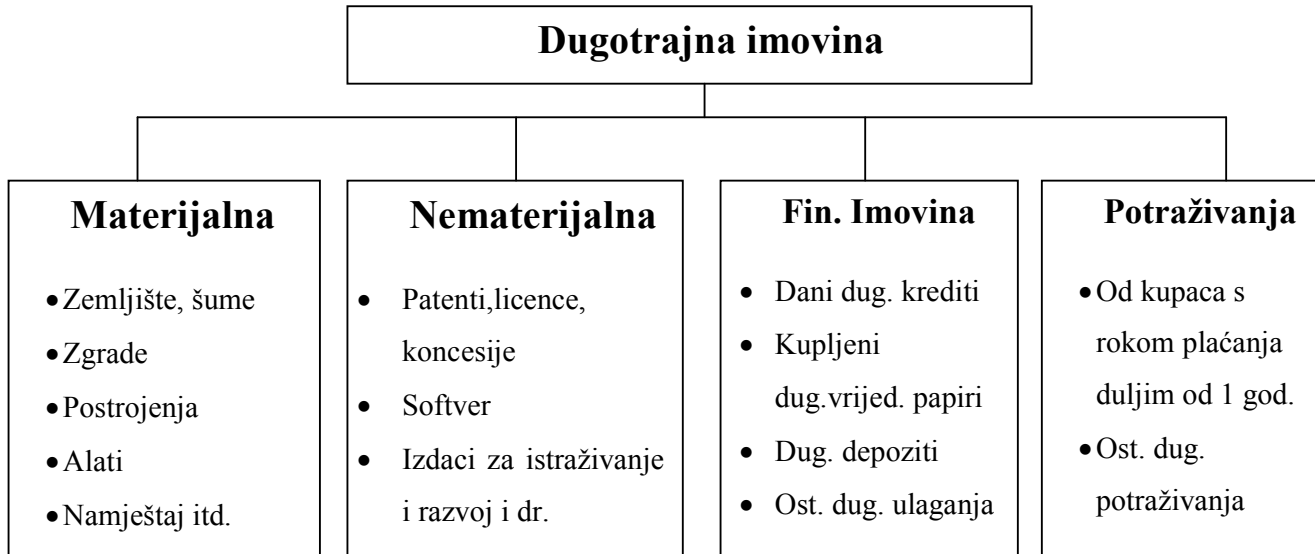 Dugotrajna imovina
Materijalna
• Zemljište, šume
• Zgrade
• Postrojenja
• Alati
• Namještaj itd.
Nematerijalna
• Patenti,licence,
koncesije
• Softver
• Izdaci za istraživanje
i razvoj i dr.
Fin. Imovina
• Dani dug. krediti
• Kupljeni
dug.vrijed. papiri
• Dug. depoziti
• Ost. dug. ulaganja
Potraživanja
• Od kupaca s
rokom plaćanja
duljim od 1 god.
• Ost. dug.
potraživanja